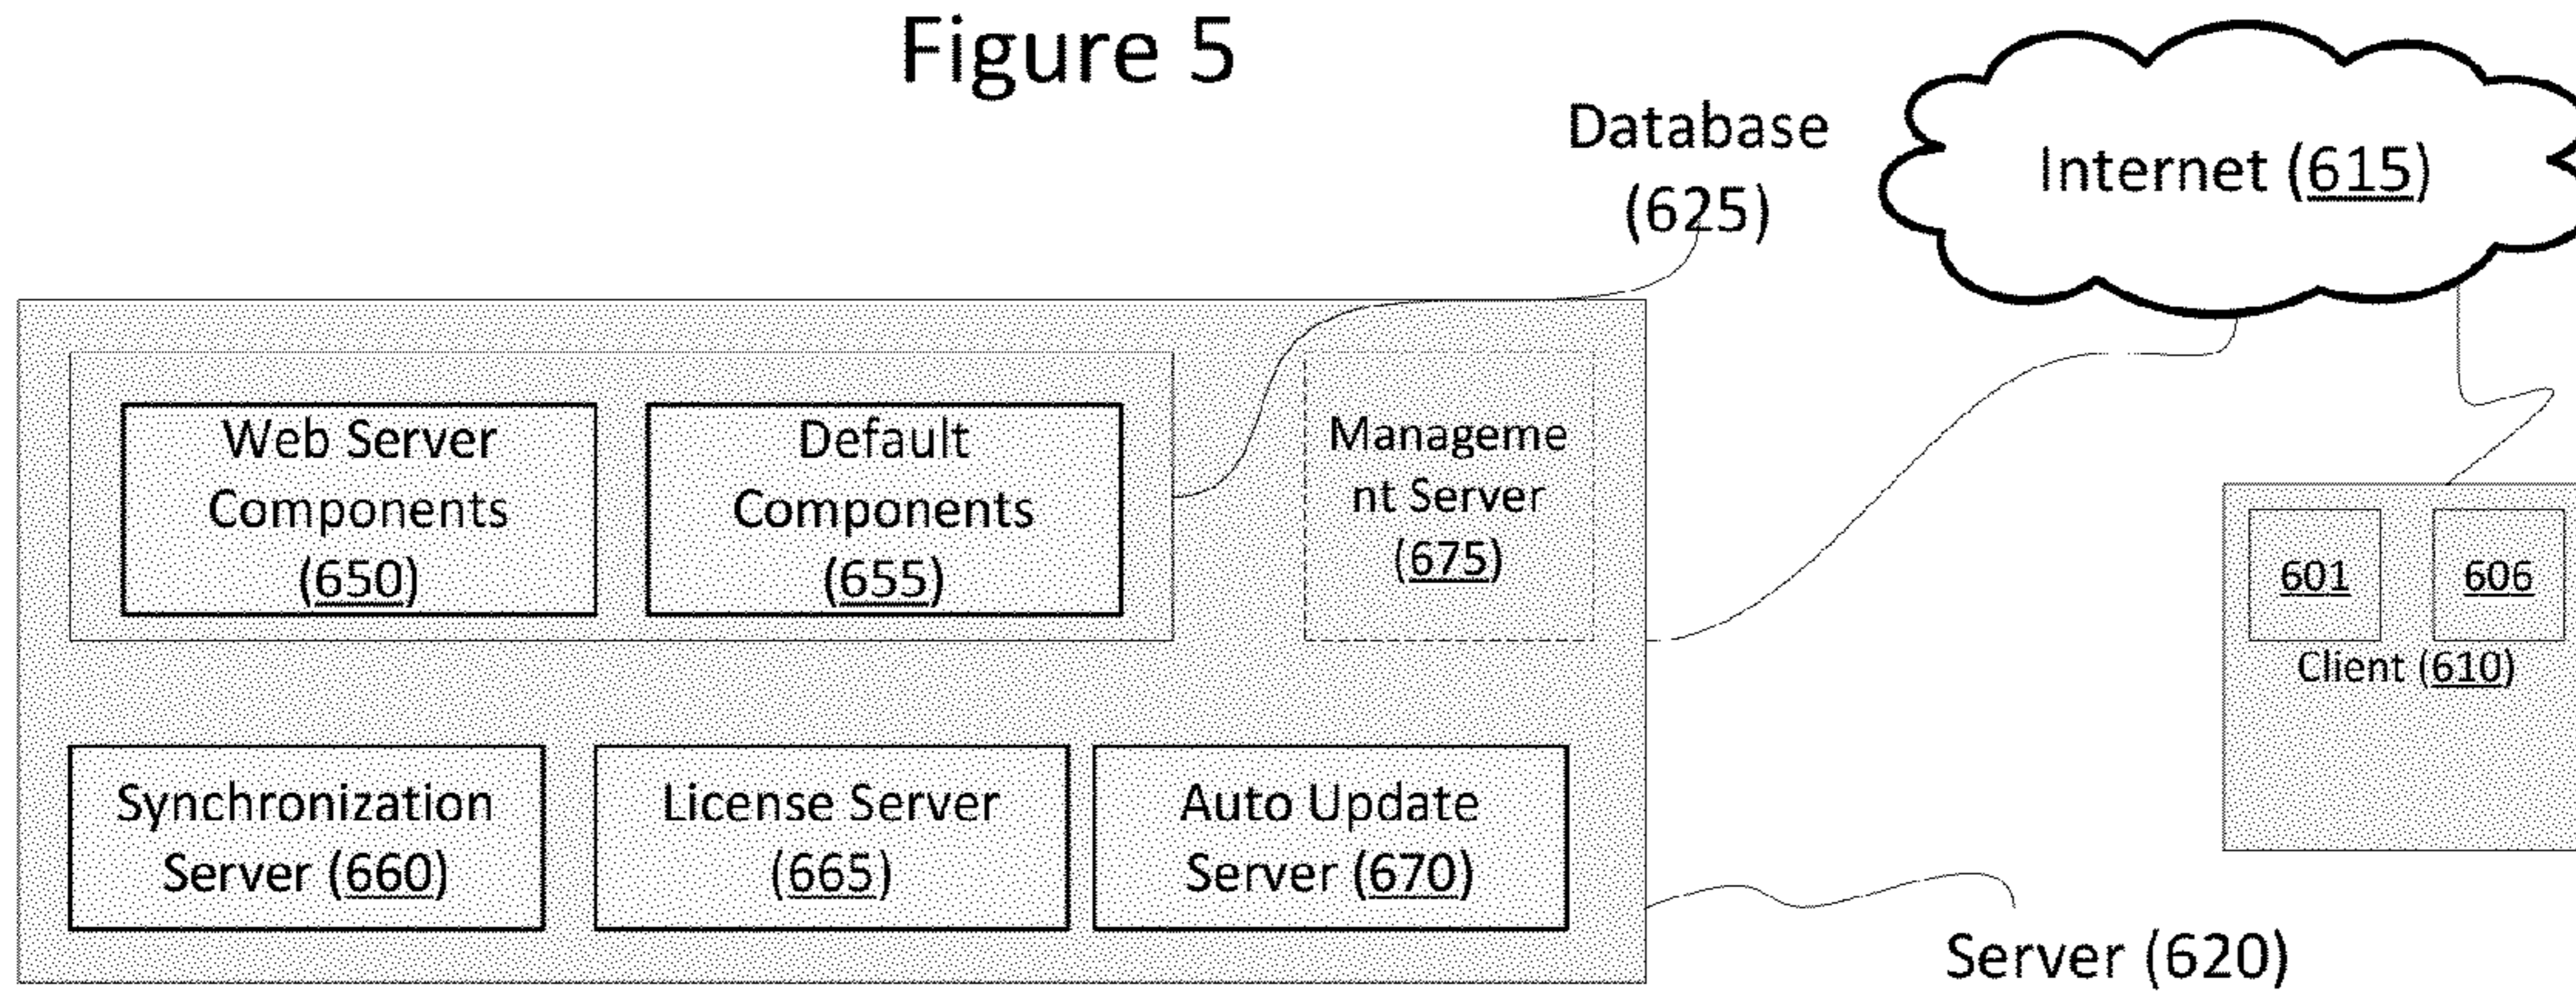 Figure 5
Database
(625)
Internet (615)
Web Server
Components
(650)
Default
Components
(655)
Manageme
nt Server
(675)
601
606
Client (610)
Synchronization
Server (660)
License Server
(665)
Auto Update
Server (670)
Server (620)